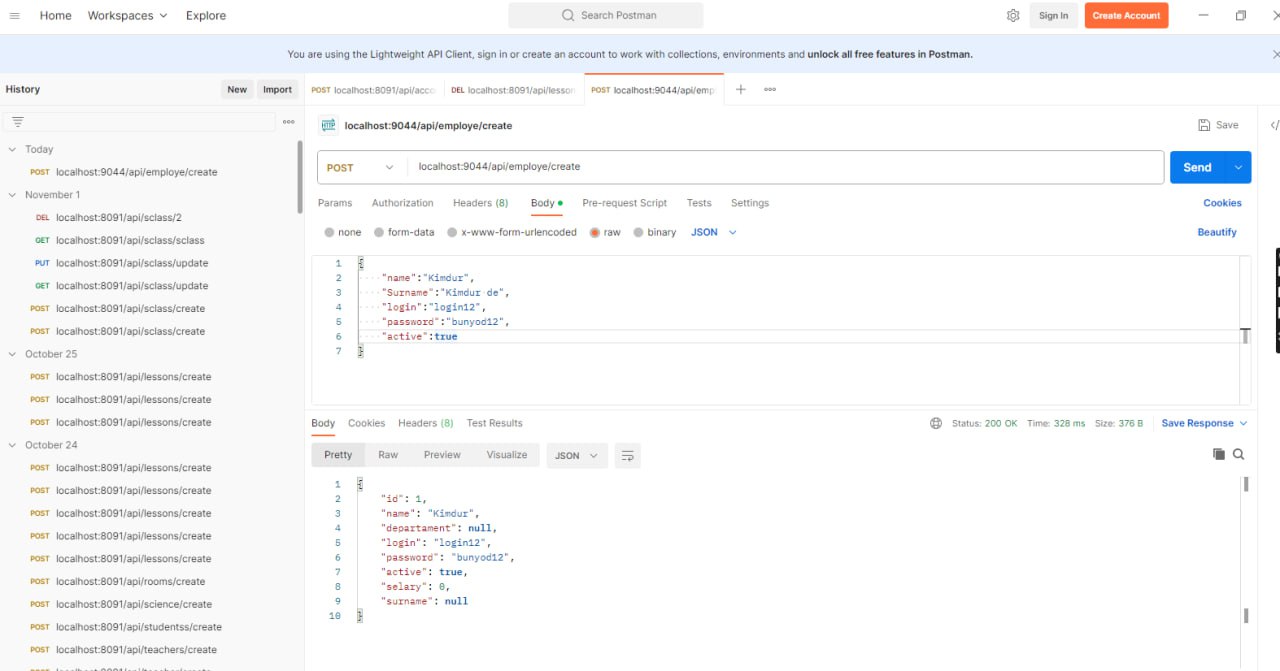 Home Workspaces Explore Search Postman Sign In Create Account
You are using the Lightweight API Client, sign in or create an account to work with collections, environments and unlock all free features in Postman.
History New Import
POST localhost:8091/api/acco DEL localhost:8091/api/lesson POST localhost:9044/api/emp
HTTP localhost:9044/api/employe/create Save
Today
POST localhost:9044/api/employe/create
November 1
DEL localhost:8091/api/sclass/2
GET localhost:8091/api/sclass/sclass
PUT localhost:8091/api/sclass/update
GET localhost:8091/api/sclass/update
POST localhost:8091/api/sclass/create
POST localhost:8091/api/sclass/create
October 25
POST localhost:8091/api/lessons/create
POST localhost:8091/api/lessons/create
POST localhost:8091/api/lessons/create
October 24
POST localhost:8091/api/lessons/create
POST localhost:8091/api/lessons/create
POST localhost:8091/api/lessons/create
POST localhost:8091/api/lessons/create
POST localhost:8091/api/lessons/create
POST localhost:8091/api/rooms/create
POST localhost:8091/api/science/create
POST localhost:8091/api/studentss/create
POST localhost:8091/api/teachers/create
POST localhost:9044/api/employe/create Send
Params Authorization Headers (8) Body Pre-request Script Tests Settings Cookies
none form-data x-www-form-urlencoded raw binary JSON Beautify
1 {
2 "name":"Kimdur",
3 "Surname":"Kimdur de",
4 "login":"login12",
5 "password":"bunyod12",
6 "active":true
7 }
Body Cookies Headers (8) Test Results Status: 200 OK Time: 328 ms Size: 376 B Save Response
Pretty Raw Preview Visualize JSON
1 {
2 "id": 1,
3 "name": "Kimdur",
4 "departament": null,
5 "login": "login12",
6 "password": "bunyod12",
7 "active": true,
8 "selary": 0,
9 "surname": null
10 }